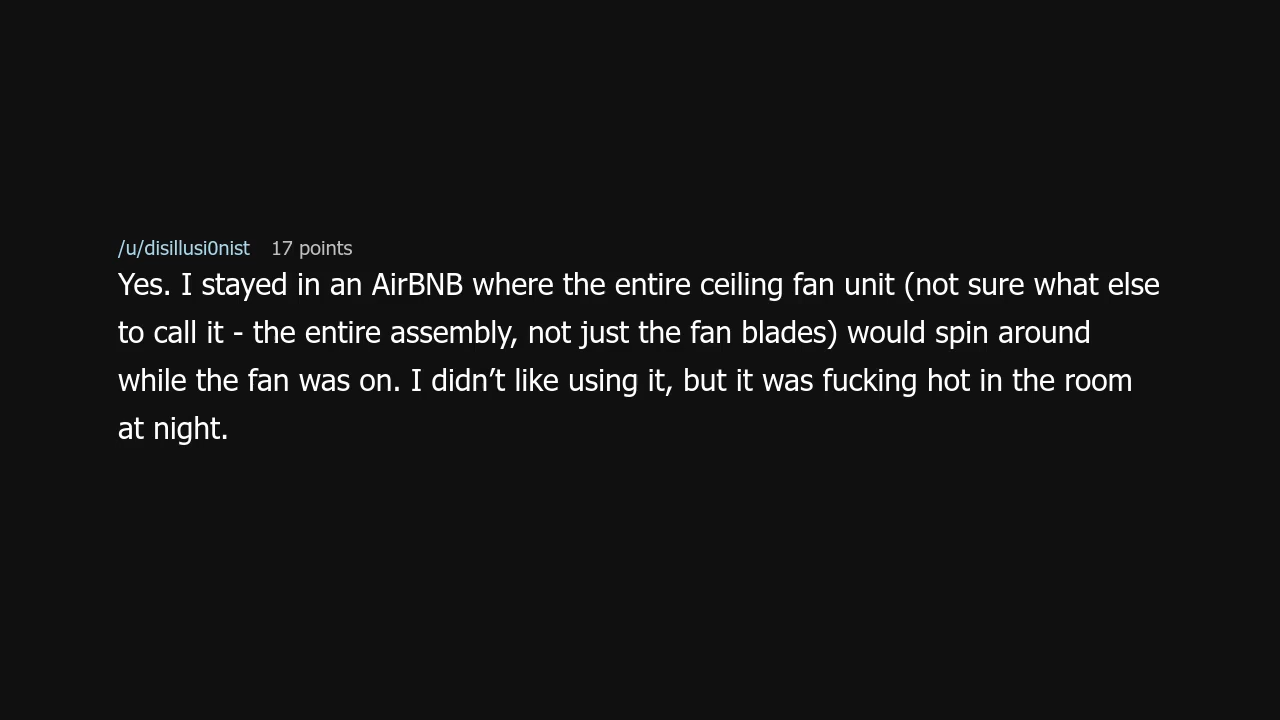 /u/disillusi0nist 17 points
Yes. I stayed in an AirBNB where the entire ceiling fan unit (not sure what else
to call it - the entire assembly, not just the fan blades) would spin around
while the fan was on. I didn’t like using it, but it was fucking hot in the room
at night.